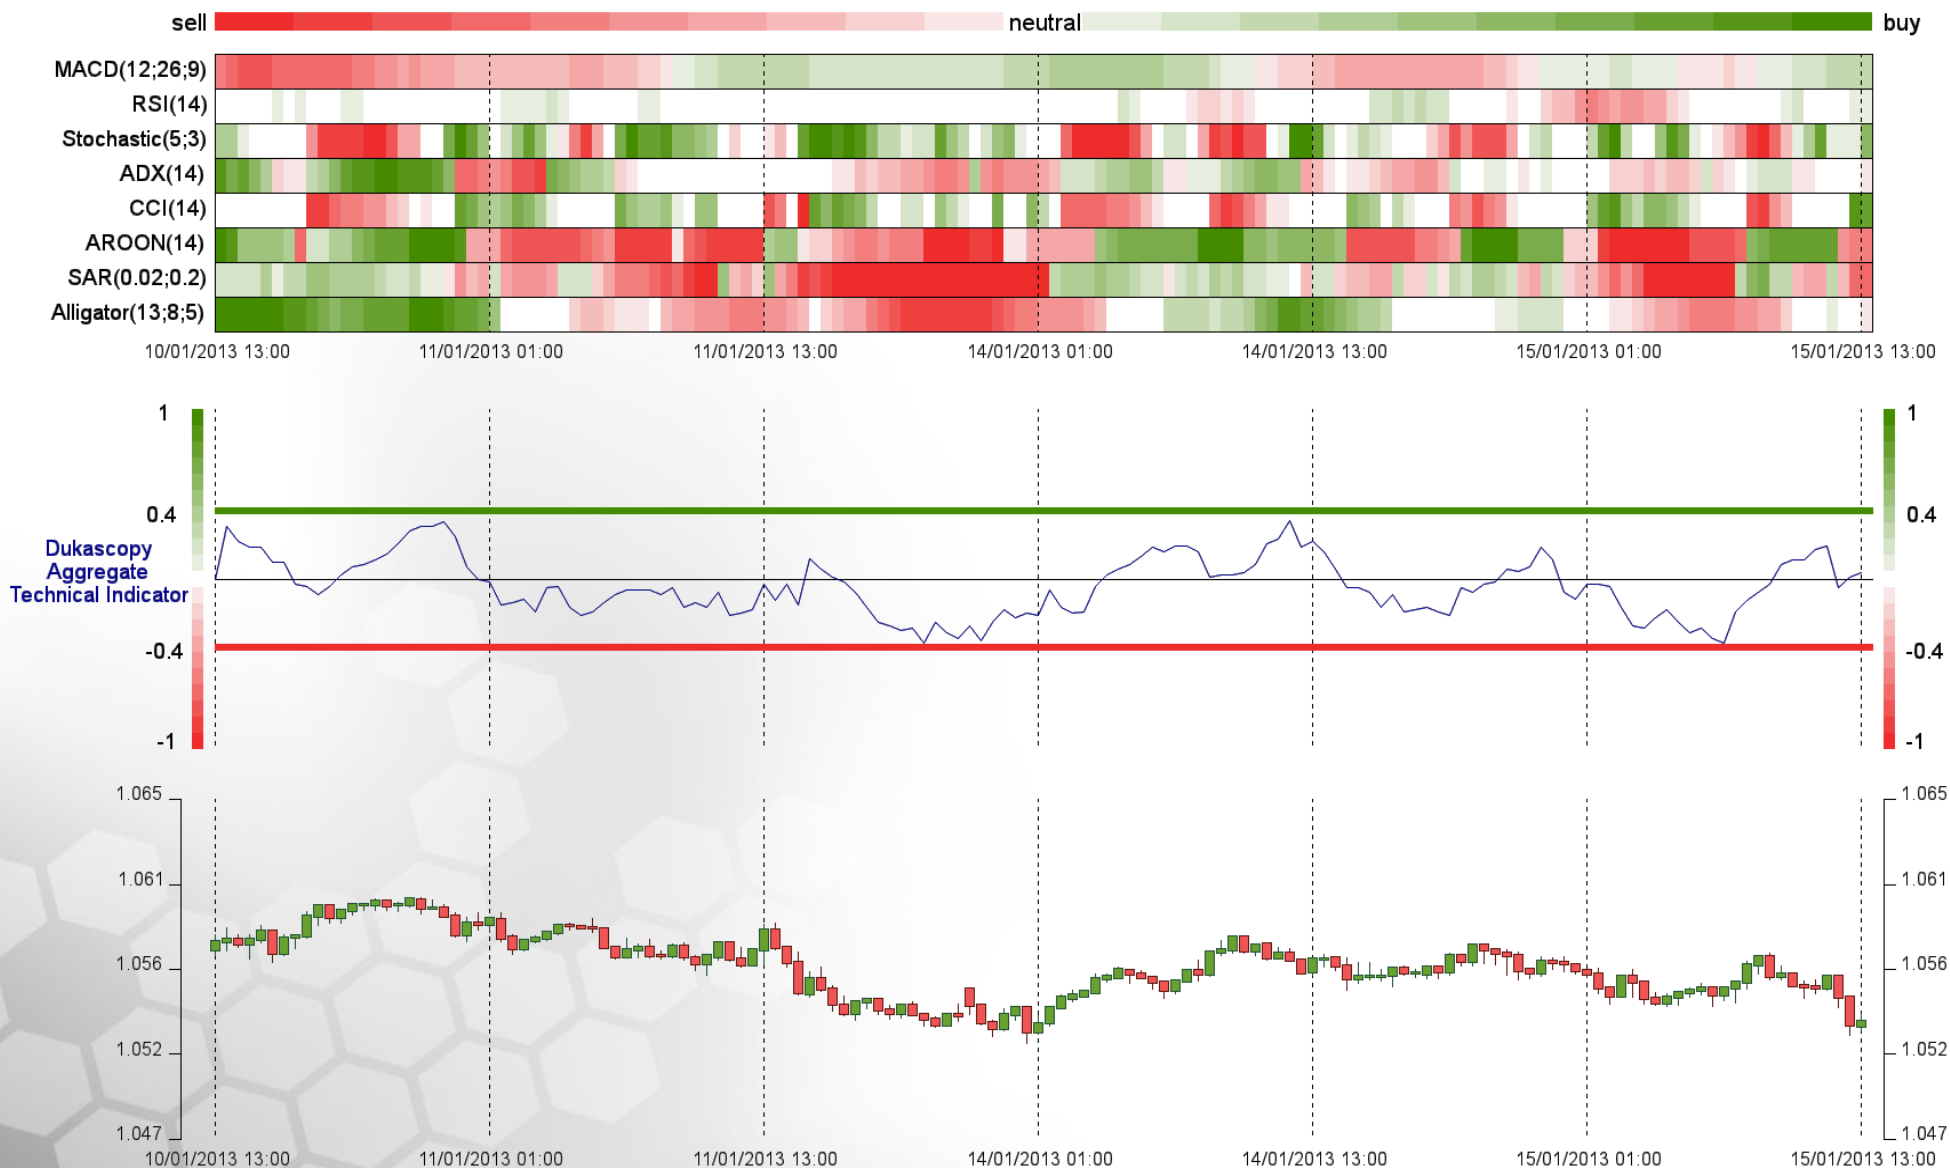 sell neutral buy
MACD(12;26;9)
RSI(14)
Stochastic(5;3)
ADX(14)
CCI(14)
AROON(14)
SAR(0.02;0.2)
Alligator(13;8;5)
10/01/2013 13:00 11/01/2013 01:00 11/01/2013 13:00 14/01/2013 01:00 14/01/2013 13:00 15/01/2013 01:00 15/01/2013 13:00
1 1
0.4 0.4
Dukascopy
Aggregate
Technical Indicator
-0.4 -0.4
-1 -1
1.065 1.065
1.061 1.061
1.056 1.056
1.052 1.052
1.047 1.047
10/01/2013 13:00 11/01/2013 01:00 11/01/2013 13:00 14/01/2013 01:00 14/01/2013 13:00 15/01/2013 01:00 15/01/2013 13:00